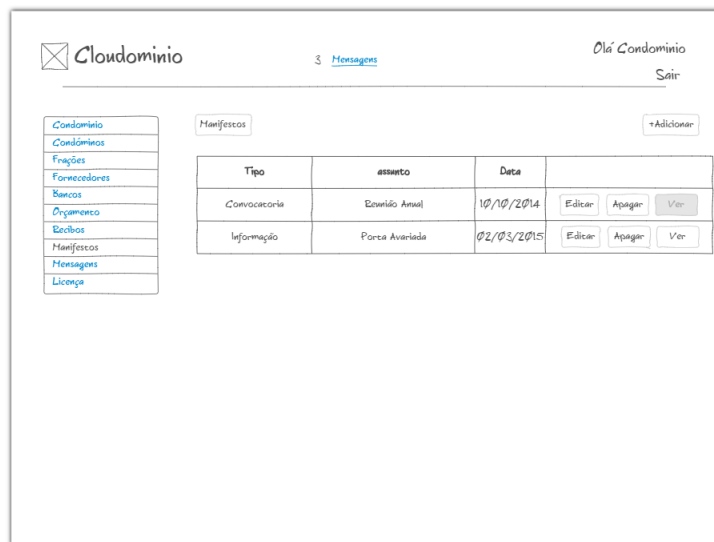 Cloudominio
3 Mensagens
Olá Condominio
Sair
Condominio
Condóminos
Frações
Fornecedores
Bancos
Orçamento
Recibos
Manifestos
Mensagens
Licença
Manifestos
+Adicionar
Tipo assunto Data
Convocatoria Reunião Anual 10/10/2014 Editar Apagar Ver
Informação Porta Avariada 02/03/2015 Editar Apagar Ver